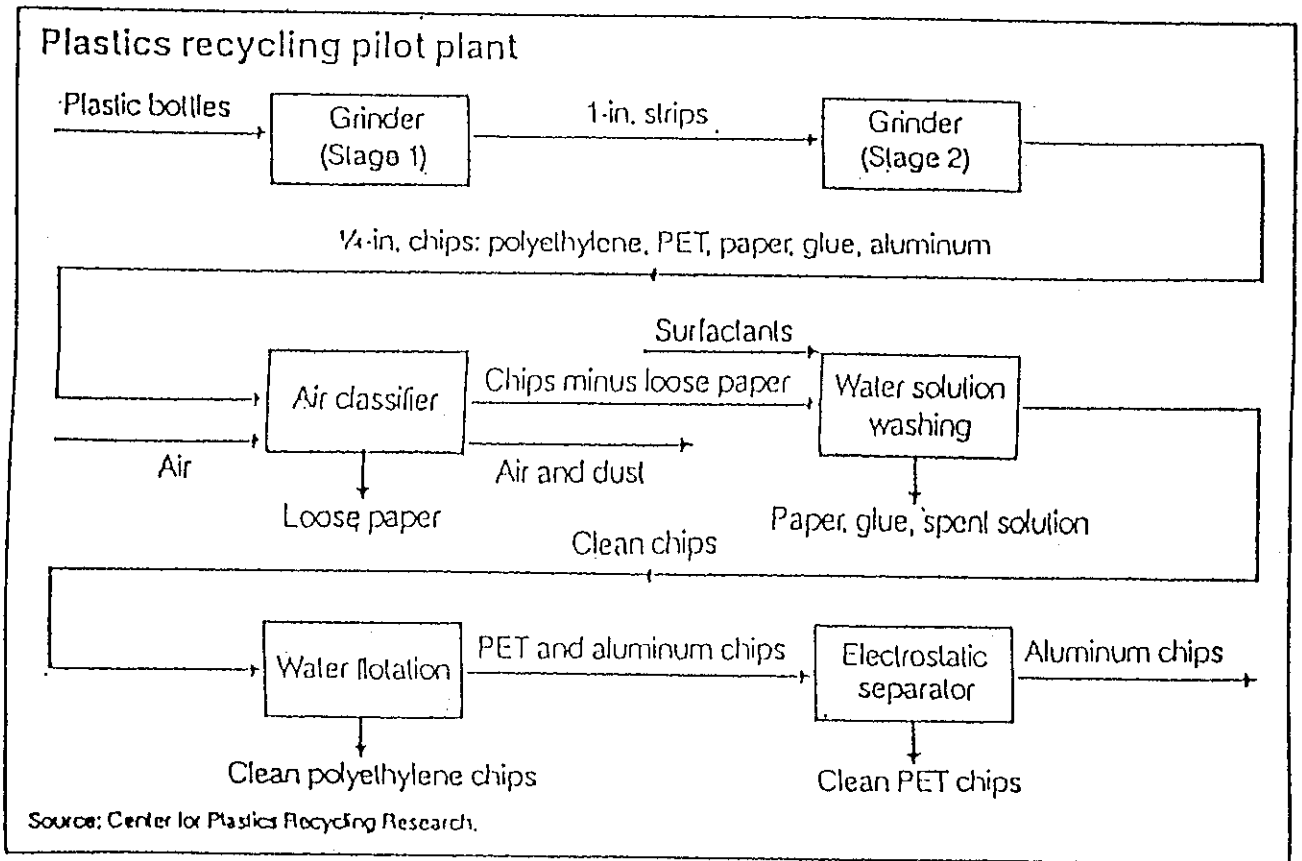 Plastics recycling pilot plant
Plastic bottles
Grinder
(Stage 1)
1-in. strips
Grinder
(Stage 2)
1/4-in. chips: polyethylene, PET, paper, glue, aluminum
Surfactants
Air classifier
Chips minus loose paper
Water solution
washing
Air
Air and dust
Loose paper
Paper, glue, spent solution
Clean chips
Water flotation
PET and aluminum chips
Electrostatic
separator
Aluminum chips
Clean polyethylene chips
Clean PET chips
Source: Center for Plastics Recycling Research.